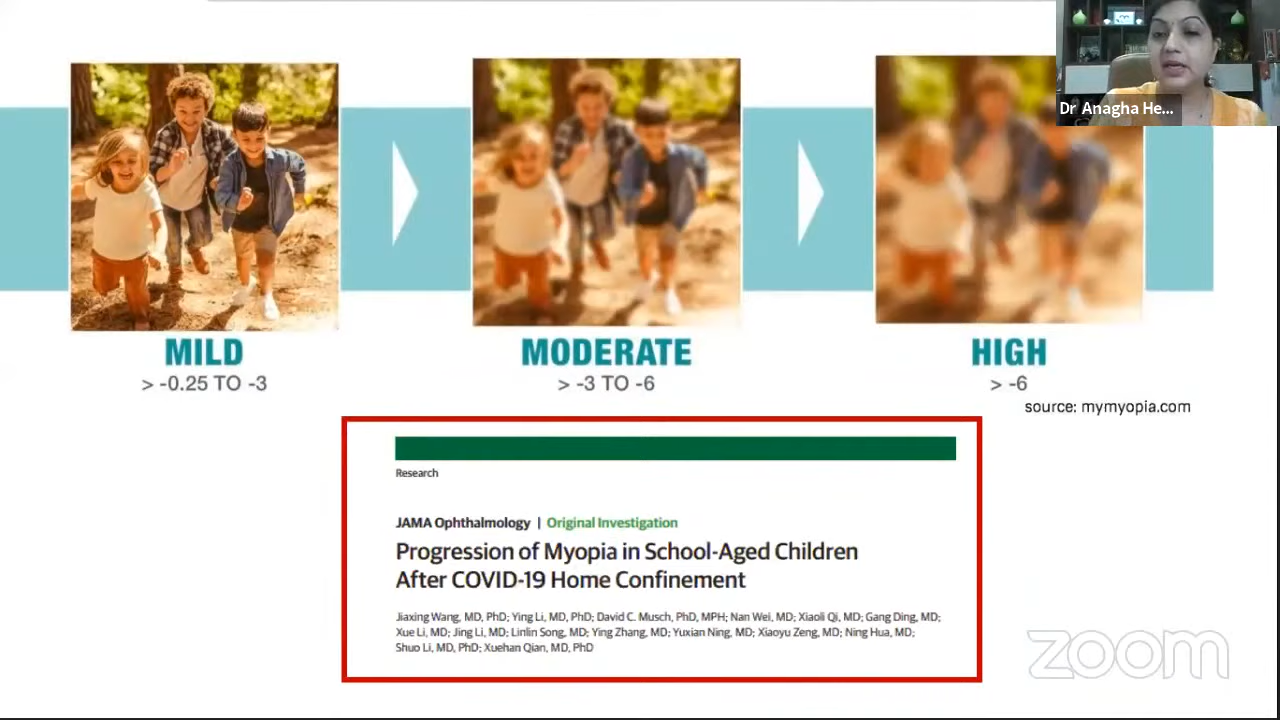 Dr Anagha He...
MILD
> -0.25 TO -3
MODERATE
> -3 TO -6
HIGH
> -6
source: mymyopia.com
Research
JAMA Ophthalmology | Original Investigation
Progression of Myopia in School-Aged Children
After COVID-19 Home Confinement
Jiaxing Wang, MD, PhD; Ying Li, MD, PhD; David C. Musch, PhD, MPH; Nan Wei, MD; Xiaoli Qi, MD; Gang Ding, MD;
Xue Li, MD; Jing Li, MD; Linlin Song, MD; Ying Zhang, MD; Yuxian Ning, MD; Xiaoyu Zeng, MD; Ning Hua, MD;
Shuo Li, MD, PhD; Xuehan Qian, MD, PhD
zoom